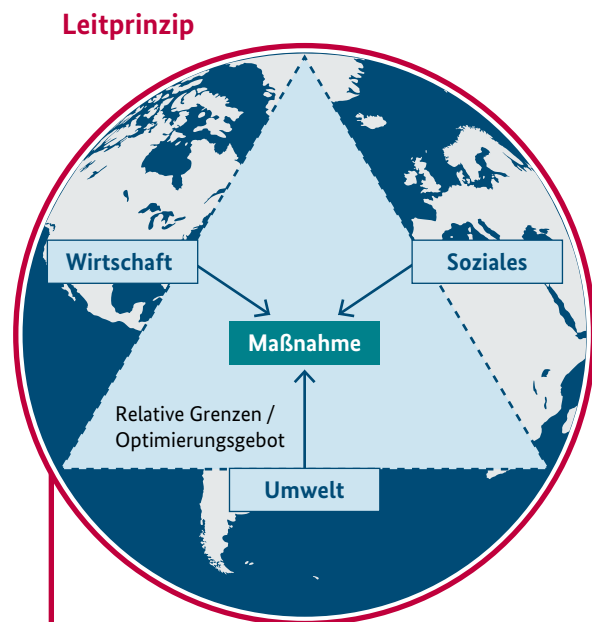 Leitprinzip
Wirtschaft
Soziales
Maßnahme
Relative Grenzen /
Optimierungsgebot
Umwelt